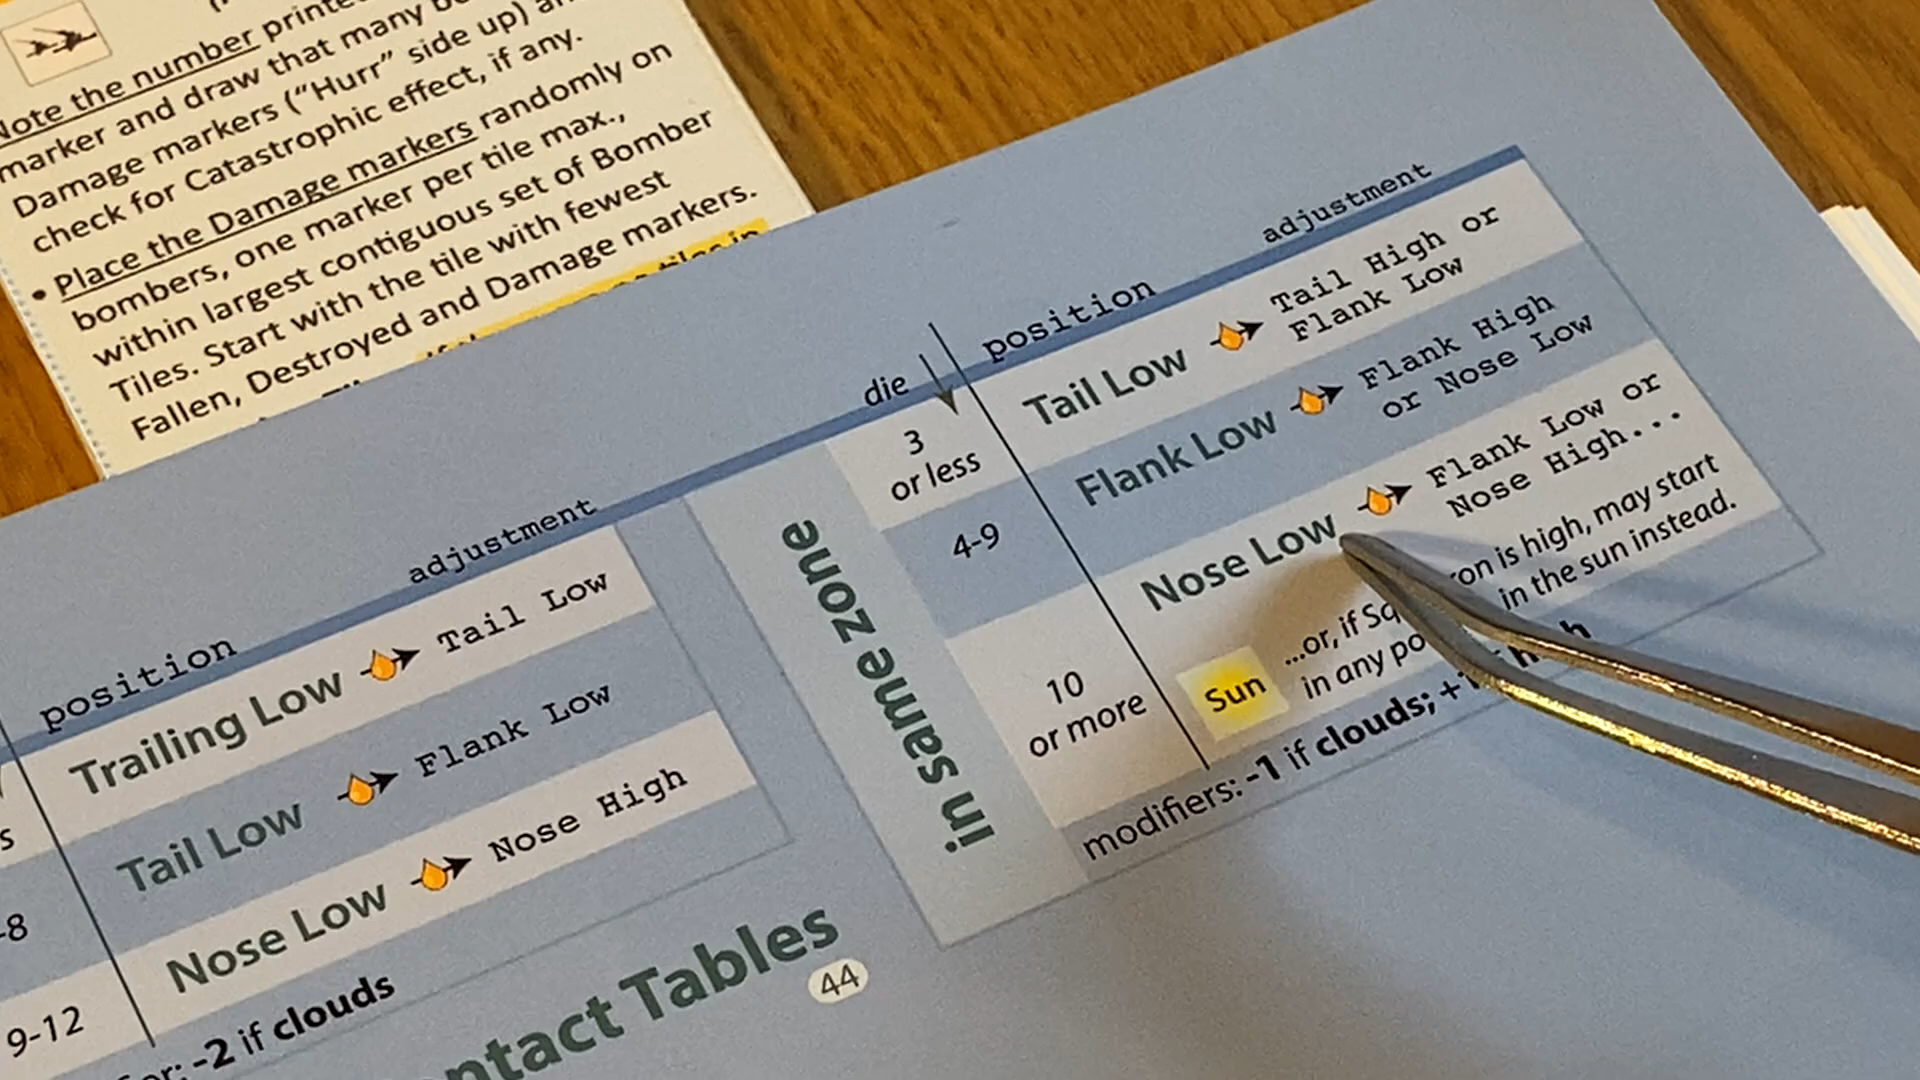 Note the number printed
marker and draw that many
Damage markers (“Hurr” side up)
check for Catastrophic effect, if any.
• Place the Damage markers randomly on
bombers, one marker per tile max.,
within largest contiguous set of Bomber
Tiles. Start with the tile with fewest
Fallen, Destroyed and Damage markers.
tiles in
position adjustment
Trailing Low Tail Low
Tail Low Flank Low
-8
Nose Low Nose High
9-12
-2 if clouds
in same zone
die position adjustment
3
or less
Tail Low Tail High or
Flank Low
4-9
Flank Low Flank High
or Nose Low
10
or more
Nose Low Flank Low or
Nose High...
Sun
...or, if Sq ron is high, may start
in any po in the sun instead.
modifiers: -1 if clouds;
ntact Tables
44